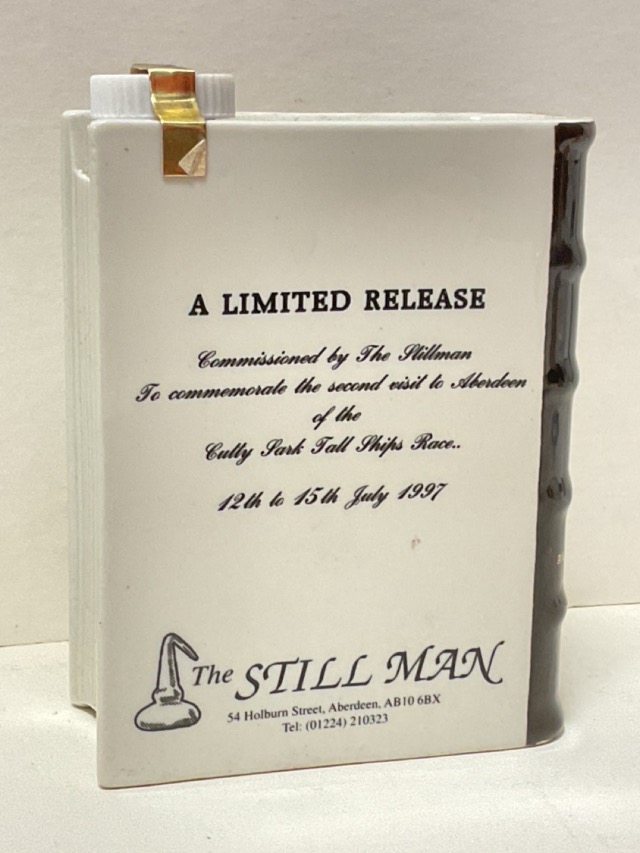 A LIMITED RELEASE
Commissioned by The Stillman
To commemorate the second visit to Aberdeen
of the
Cutty Sark Tall Ships Race..
12th to 15th July 1997
The STILL MAN
54 Holburn Street, Aberdeen, AB10 6BX
Tel: (01224) 210323